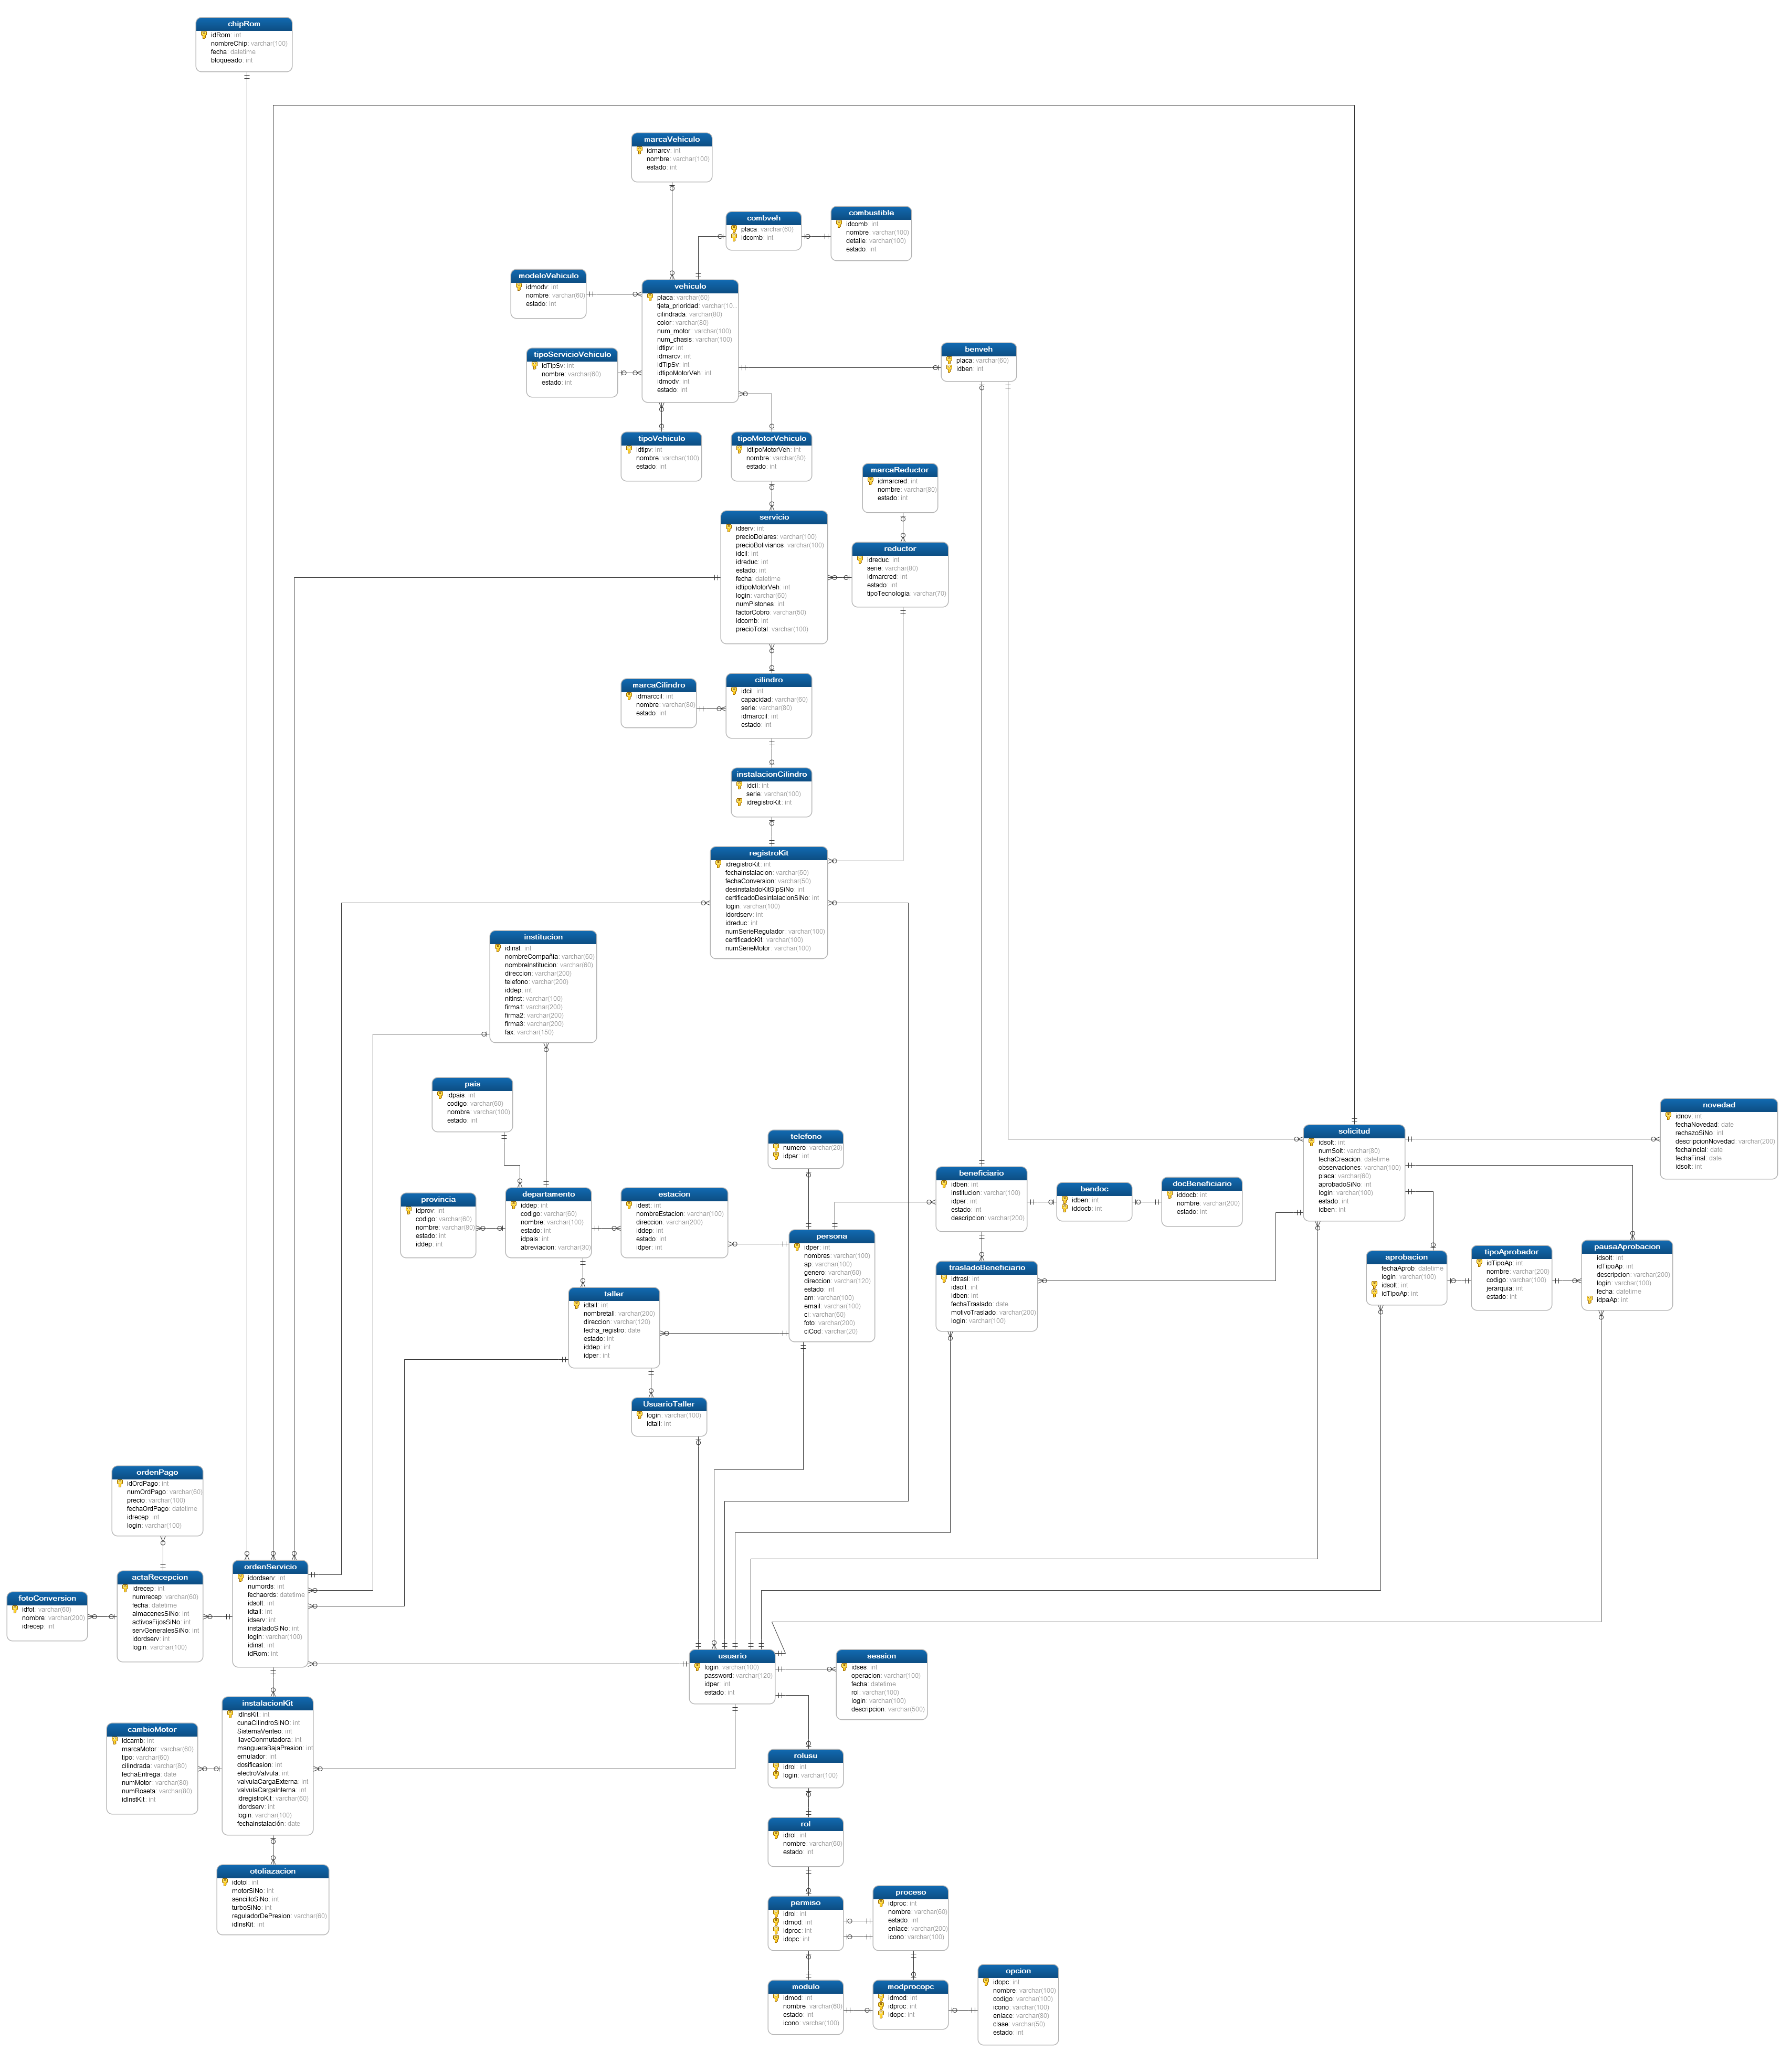 chipRom
idRom: int
nombreChip: varchar(100)
fecha: datetime
bloqueado: int
marcaVehiculo
idmarcv: int
nombre: varchar(100)
estado: int
combveh
placa: varchar(60)
idcomb: int
combustible
idcomb: int
nombre: varchar(100)
detalle: varchar(100)
estado: int
modeloVehiculo
idmodv: int
nombre: varchar(60)
estado: int
vehiculo
placa: varchar(60)
tjeta_prioridad: varchar(10...
cilindrada: varchar(80)
color: varchar(80)
num_motor: varchar(100)
num_chasis: varchar(100)
idtipv: int
idmarcv: int
idTipSv: int
idtipoMotorVeh: int
idmodv: int
estado: int
tipoServicioVehiculo
idTipSv: int
nombre: varchar(60)
estado: int
benveh
placa: varchar(60)
idben: int
tipoVehiculo
idtipv: int
nombre: varchar(100)
estado: int
tipoMotorVehiculo
idtipoMotorVeh: int
nombre: varchar(80)
estado: int
marcaReductor
idmarcred: int
nombre: varchar(80)
estado: int
servicio
idserv: int
precioDolares: varchar(100)
precioBolivianos: varchar(100)
idcil: int
idreduc: int
estado: int
fecha: datetime
idtipoMotorVeh: int
login: varchar(60)
numPistones: int
factorCobro: varchar(50)
idcomb: int
precioTotal: varchar(100)
reductor
idreduc: int
serie: varchar(80)
idmarcred: int
estado: int
tipoTecnologia: varchar(70)
marcaCilindro
idmarccil: int
nombre: varchar(80)
estado: int
cilindro
idcil: int
capacidad: varchar(60)
serie: varchar(80)
idmarccil: int
estado: int
instalacionCilindro
idcil: int
serie: varchar(100)
idregistroKit: int
registroKit
idregistroKit: int
fechaInstalacion: varchar(50)
fechaConversion: varchar(50)
desinstaladoKitGlpSiNo: int
certificadoDesintalacionSiNo: int
login: varchar(100)
idordserv: int
idreduc: int
numSerieRegulador: varchar(100)
certificadoKit: varchar(100)
numSerieMotor: varchar(100)
institucion
idinst: int
nombreCompañia: varchar(60)
nombreInstitucion: varchar(60)
direccion: varchar(200)
telefono: varchar(200)
iddep: int
nitInst: varchar(100)
firma1: varchar(200)
firma2: varchar(200)
firma3: varchar(200)
fax: varchar(150)
pais
idpais: int
codigo: varchar(60)
nombre: varchar(100)
estado: int
provincia
idprov: int
codigo: varchar(60)
nombre: varchar(80)
estado: int
iddep: int
departamento
iddep: int
codigo: varchar(60)
nombre: varchar(100)
estado: int
idpais: int
abreviacion: varchar(30)
estacion
idest: int
nombreEstacion: varchar(100)
direccion: varchar(200)
iddep: int
estado: int
idper: int
telefono
numero: varchar(20)
idper: int
persona
idper: int
nombres: varchar(100)
ap: varchar(100)
genero: varchar(60)
direccion: varchar(120)
estado: int
am: varchar(100)
email: varchar(100)
ci: varchar(60)
foto: varchar(200)
ciCod: varchar(20)
beneficiario
idben: int
institucion: varchar(100)
idper: int
estado: int
descripcion: varchar(200)
bendoc
idben: int
iddocb: int
docBeneficiario
iddocb: int
nombre: varchar(200)
estado: int
solicitud
idsolt: int
numSolt: varchar(80)
fechaCreacion: datetime
observaciones: varchar(100)
placa: varchar(60)
aprobadoSiNo: int
login: varchar(100)
estado: int
idben: int
novedad
idnov: int
fechaNovedad: date
rechazoSiNo: int
descripcionNovedad: varchar(200)
fechaIncial: date
fechaFinal: date
idsolt: int
trasladoBeneficiario
idtrasl: int
idsolt: int
idben: int
fechaTraslado: date
motivoTraslado: varchar(200)
login: varchar(100)
aprobacion
fechaAprob: datetime
login: varchar(100)
idsolt: int
idTipoAp: int
tipoAprobador
idTipoAp: int
nombre: varchar(200)
codigo: varchar(100)
jerarquia: int
estado: int
pausaAprobacion
idsolt: int
idTipoAp: int
descripcion: varchar(200)
login: varchar(100)
fecha: datetime
idpaAp: int
taller
idtall: int
nombretall: varchar(200)
direccion: varchar(120)
fecha_registro: date
estado: int
iddep: int
idper: int
UsuarioTaller
login: varchar(100)
idtall: int
ordenPago
idOrdPago: int
numOrdPago: varchar(60)
precio: varchar(100)
fechaOrdPago: datetime
idrecep: int
login: varchar(100)
fotoConversion
idfot: varchar(60)
nombre: varchar(200)
idrecep: int
actaRecepcion
idrecep: int
numrecep: varchar(60)
fecha: datetime
almacenesSiNo: int
activosFijosSiNo: int
servGeneralesSiNo: int
idordserv: int
login: varchar(100)
ordenServicio
idordserv: int
numords: int
fechaords: datetime
idsolt: int
idtall: int
idserv: int
instaladoSiNo: int
login: varchar(100)
idinst: int
idRom: int
usuario
login: varchar(100)
password: varchar(120)
idper: int
estado: int
session
idses: int
operacion: varchar(100)
fecha: datetime
rol: varchar(100)
login: varchar(100)
descripcion: varchar(500)
cambioMotor
idcamb: int
marcaMotor: varchar(60)
tipo: varchar(60)
cilindrada: varchar(80)
fechaEntrega: date
numMotor: varchar(80)
numRoseta: varchar(80)
idInstKit: int
instalacionKit
idInsKit: int
cunaCilindroSiNO: int
SistemaVenteo: int
llaveConmutadora: int
mangueraBajaPresion: int
emulador: int
dosificasion: int
electroValvula: int
valvulaCargaExterna: int
valvulaCargaInterna: int
idregistroKit: varchar(60)
idordserv: int
login: varchar(100)
fechaInstalación: date
otoliazacion
idotol: int
motorSiNo: int
sencilloSiNo: int
turboSiNo: int
reguladorDePresion: varchar(60)
idInsKit: int
rolusu
idrol: int
login: varchar(100)
rol
idrol: int
nombre: varchar(60)
estado: int
permiso
idrol: int
idmod: int
idproc: int
idopc: int
proceso
idproc: int
nombre: varchar(60)
estado: int
enlace: varchar(200)
icono: varchar(100)
modulo
idmod: int
nombre: varchar(60)
estado: int
icono: varchar(100)
modprocopc
idmod: int
idproc: int
idopc: int
opcion
idopc: int
nombre: varchar(100)
codigo: varchar(100)
icono: varchar(100)
enlace: varchar(80)
clase: varchar(50)
estado: int